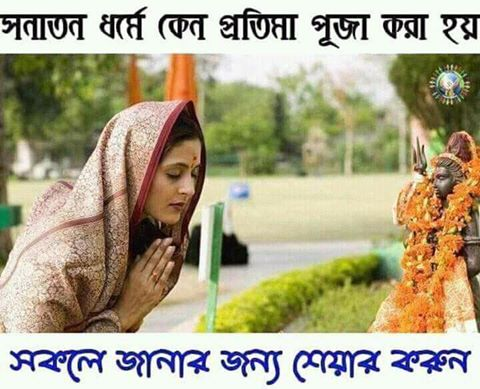 সনাতন ধর্মে কেন প্রতিমা পূজা করা হয়
সকলে জানার জন্য শেয়ার করুন